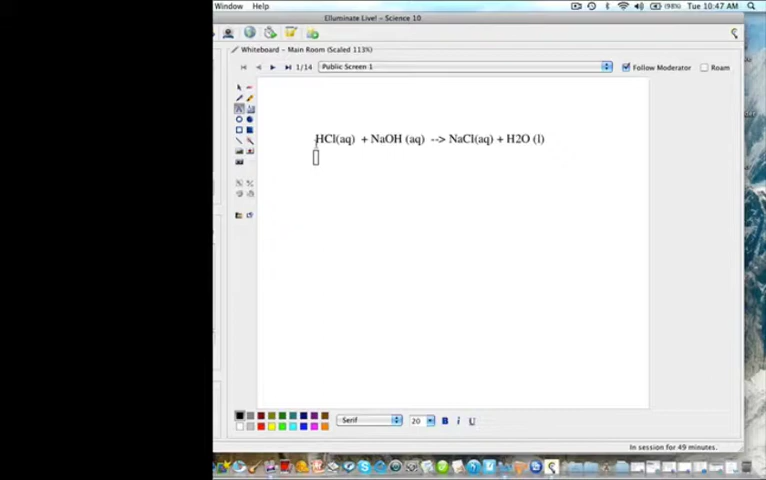 Window Help
(98%) Tue 10:47 AM
Elluminate Live! - Science 10
Whiteboard - Main Room (Scaled 113%)
1/14 Public Screen 1 Follow Moderator Roam
HCl(aq) + NaOH (aq) --> NaCl(aq) + H2O (l)
Serif 20 B i U
In session for 49 minutes.